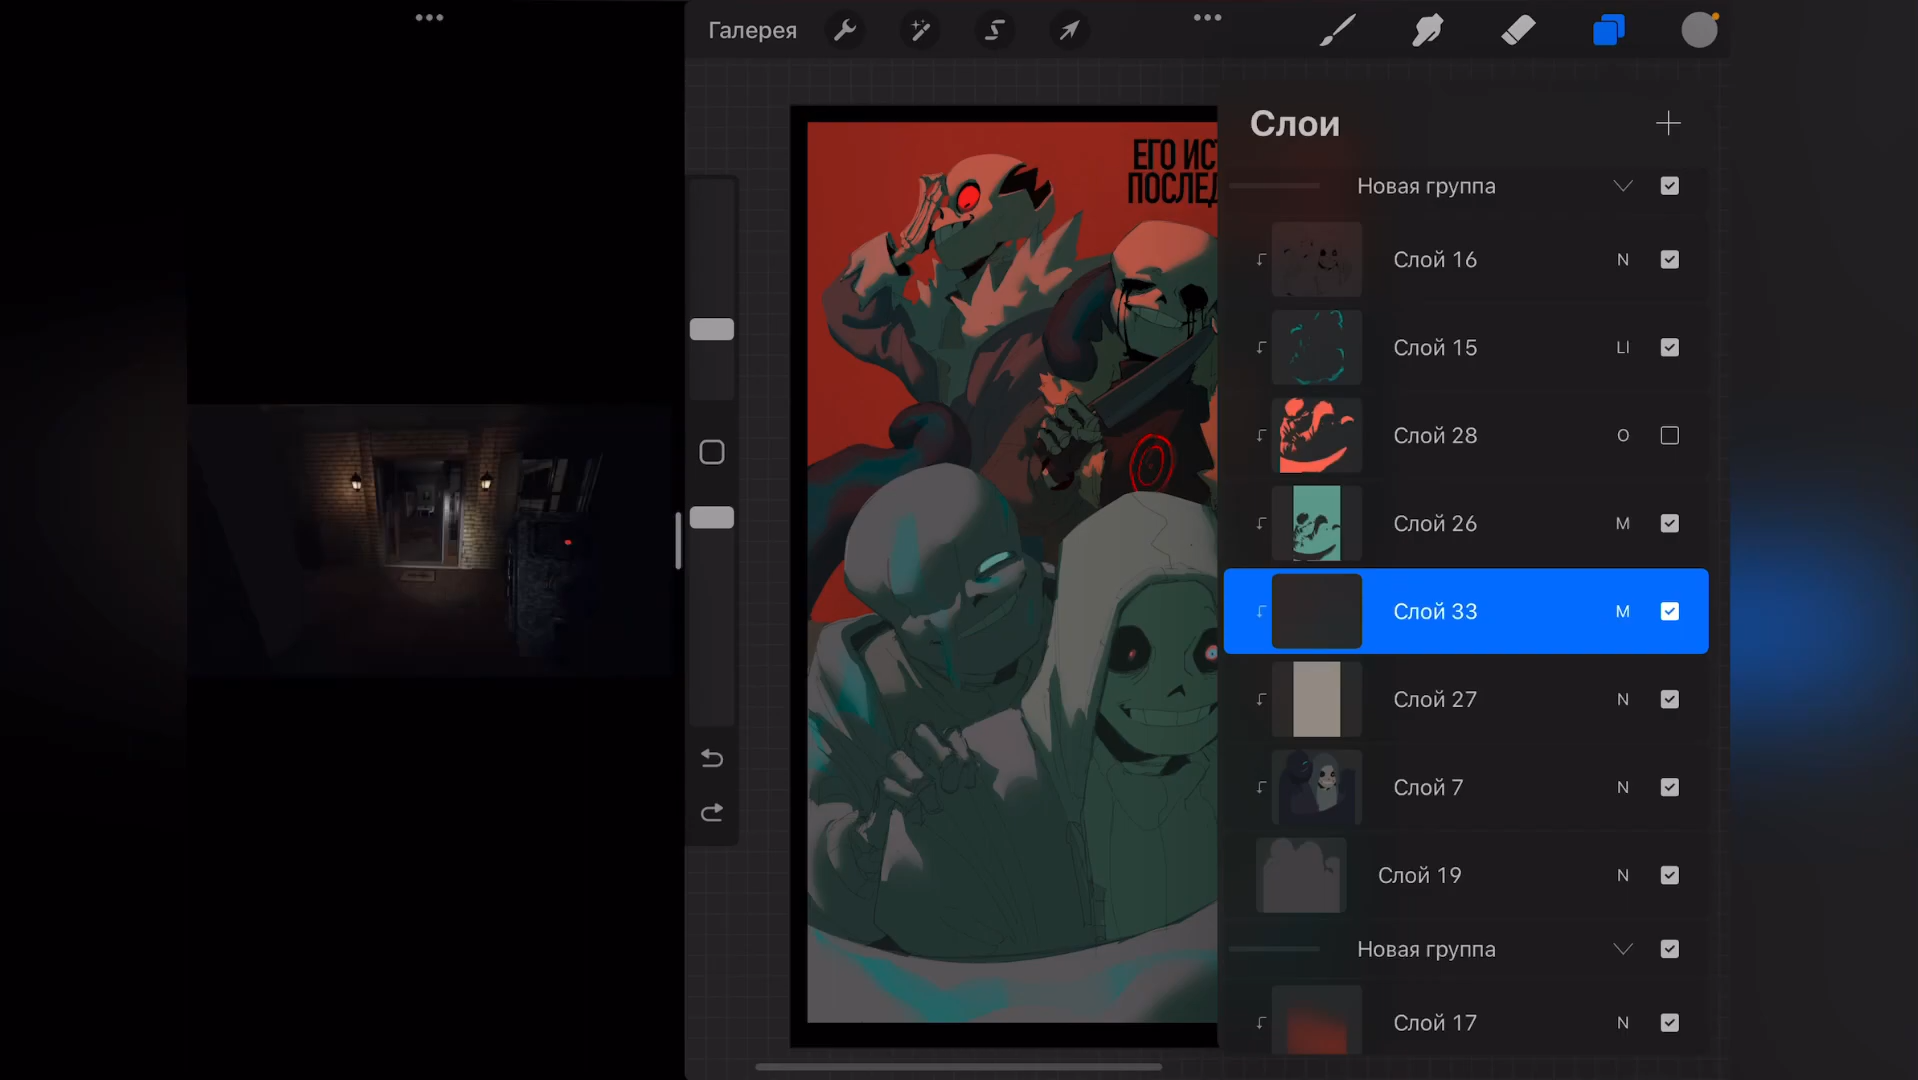 Галерея
ЕГО ИС
ПОСЛЕД
Слои
Новая группа
Слой 16 N
Слой 15 LI
Слой 28 O
Слой 26 M
Слой 33 M
Слой 27 N
Слой 7 N
Слой 19 N
Новая группа
Слой 17 N